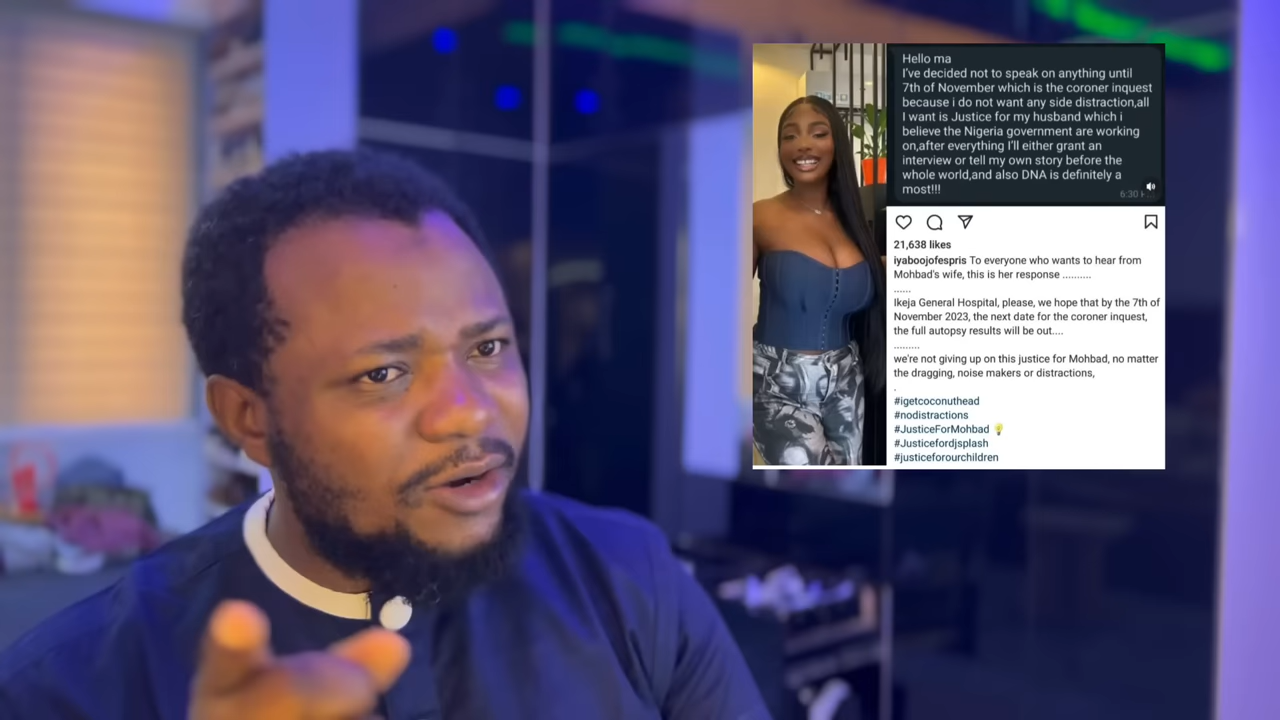 Hello ma
I've decided not to speak on anything until
7th of November which is the coroner inquest
because i do not want any side distraction,all
I want is Justice for my husband which i
believe the Nigeria government are working
on,after everything I'll either grant an
interview or tell my own story before the
whole world,and also DNA is definitely a
most!!!
6:30
21,638 likes
iyaboojofespris To everyone who wants to hear from
Mohbad's wife, this is her response ..........
......
Ikeja General Hospital, please, we hope that by the 7th of
November 2023, the next date for the coroner inquest,
the full autopsy results will be out....
.........
we're not giving up on this justice for Mohbad, no matter
the dragging, noise makers or distractions,
.
#igetcoconuthead
#nodistractions
#JusticeForMohbad 💡
#Justicefordjsplash
#justiceforourchildren